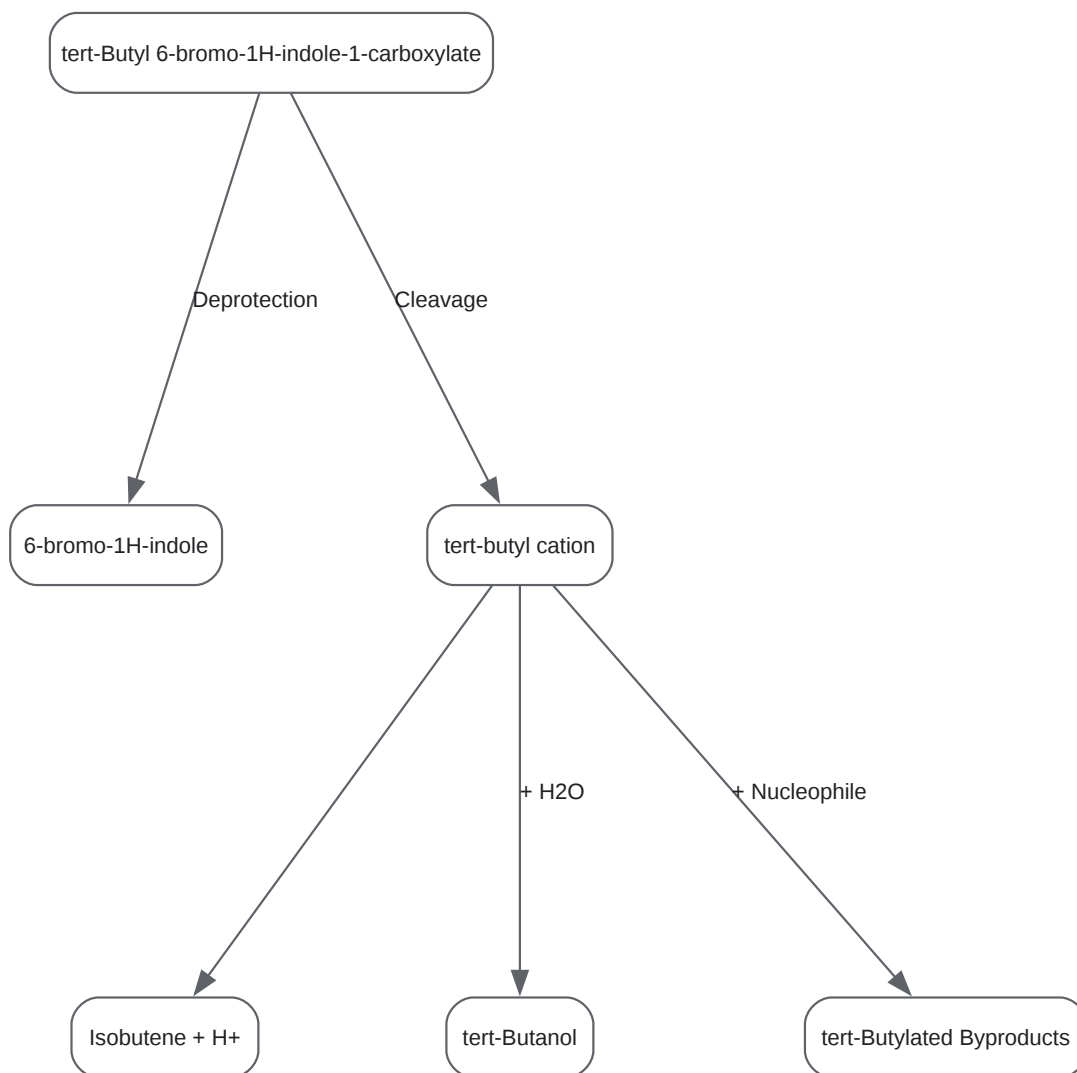 tert-Butyl 6-bromo-1H-indole-1-carboxylate
Deprotection
Cleavage
6-bromo-1H-indole
tert-butyl cation
+ H2O
+ Nucleophile
Isobutene + H+
tert-Butanol
tert-Butylated Byproducts